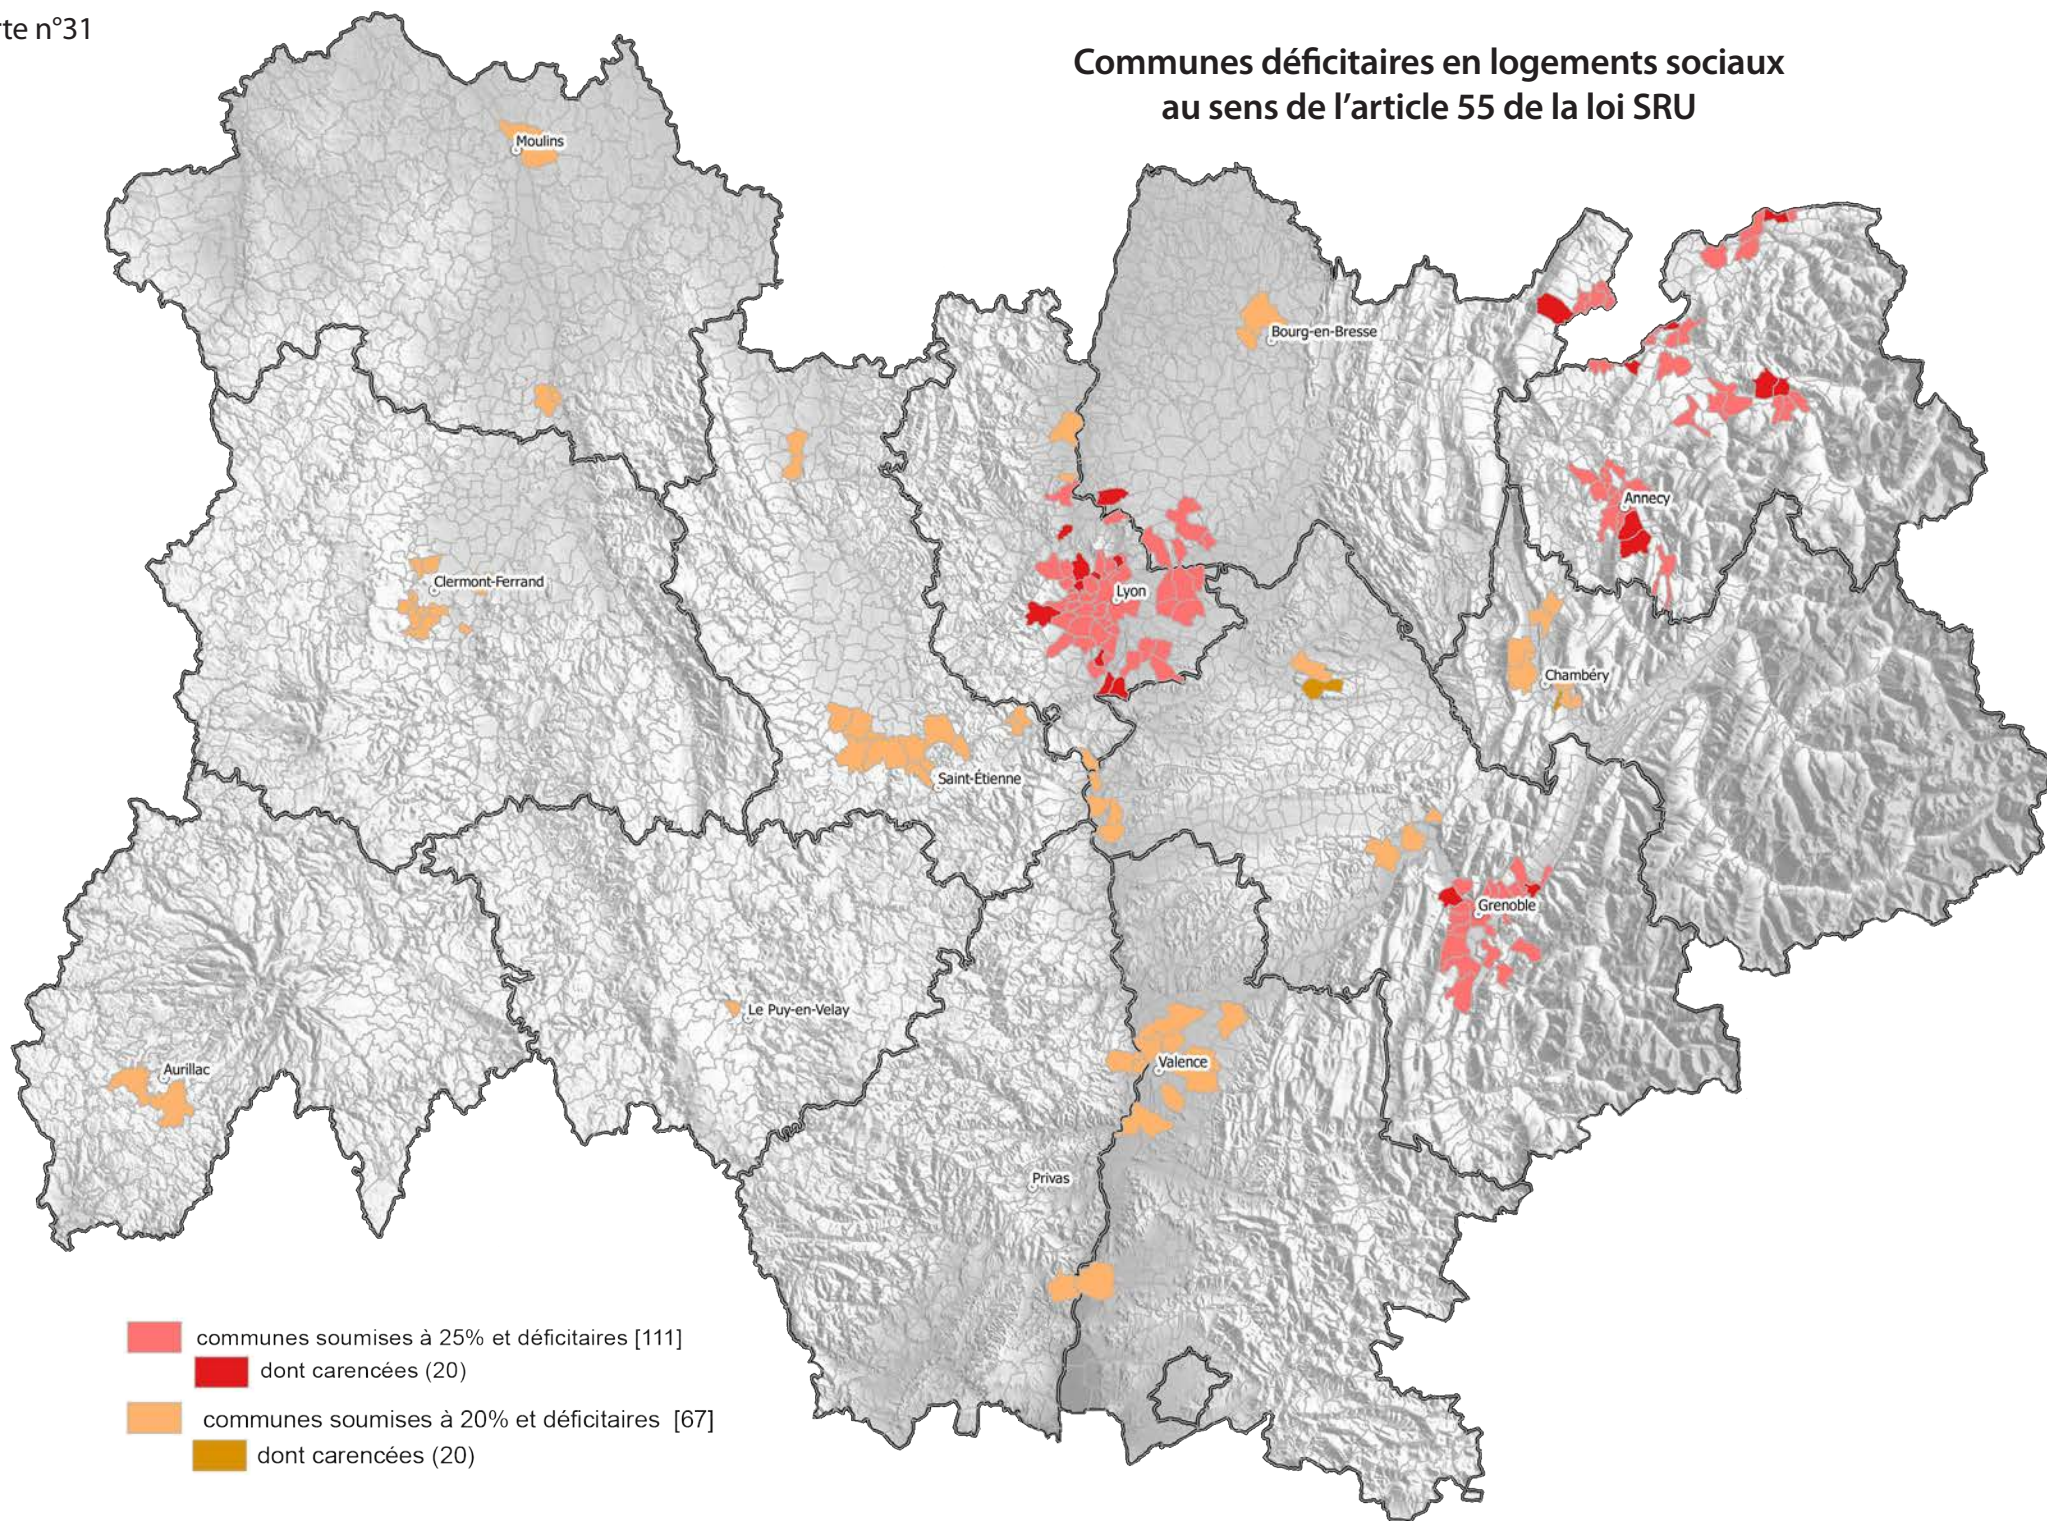 rte n°31
Communes déficitaires en logements sociaux
au sens de l'article 55 de la loi SRU
Moulins
Bourg-en-Bresse
Annecy
Clermont-Ferrand
Lyon
Chambéry
Saint-Étienne
Grenoble
Le Puy-en-Velay
Valence
Aurillac
Privas
communes soumises à 25% et déficitaires [111]
dont carencées (20)
communes soumises à 20% et déficitaires [67]
dont carencées (20)